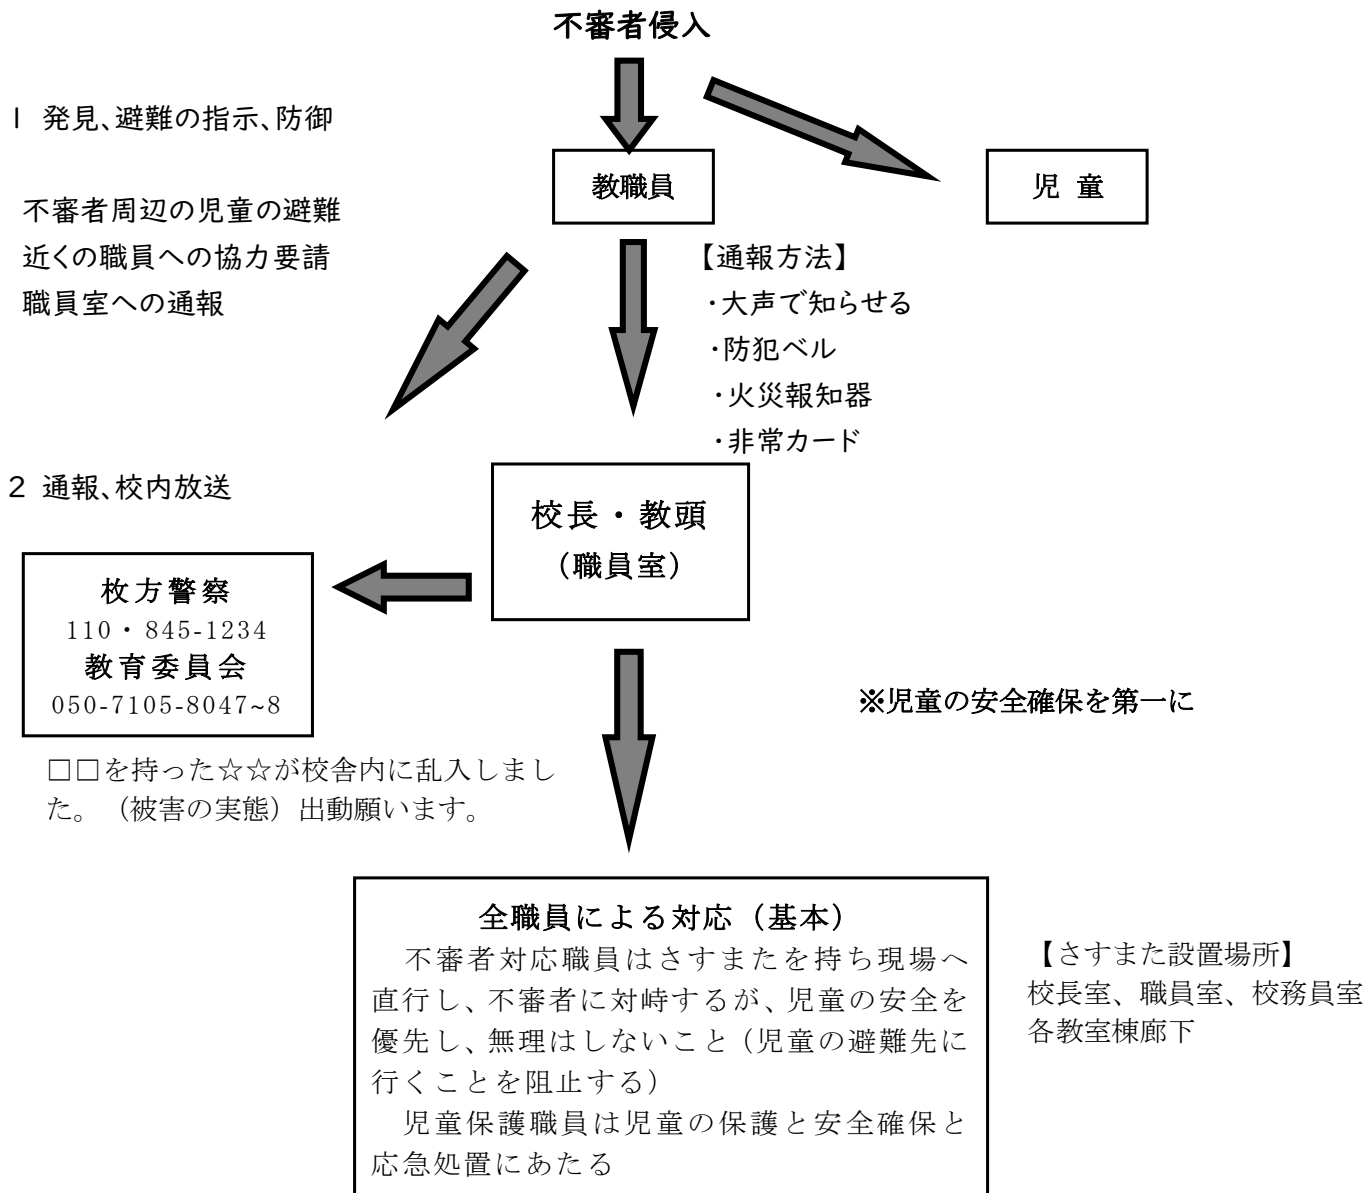 不審者侵入
1 発見、避難の指示、防御
教職員
児 童
不審者周辺の児童の避難
近くの職員への協力要請
職員室への通報
【通報方法】
・大声で知らせる
・防犯ベル
・火災報知器
・非常カード
2 通報、校内放送
校長・教頭
（職員室）
枚方警察
110・845-1234
教育委員会
050-7105-8047~8
※児童の安全確保を第一に
□□を持った☆☆が校舎内に乱入しまし
た。（被害の実態）出動願います。
全職員による対応（基本）
不審者対応職員はさすまたを持ち現場へ
直行し、不審者に対峙するが、児童の安全を
優先し、無理はしないこと（児童の避難先に
行くことを阻止する）
児童保護職員は児童の保護と安全確保と
応急処置にあたる
【さすまた設置場所】
校長室、職員室、校務員室
各教室棟廊下